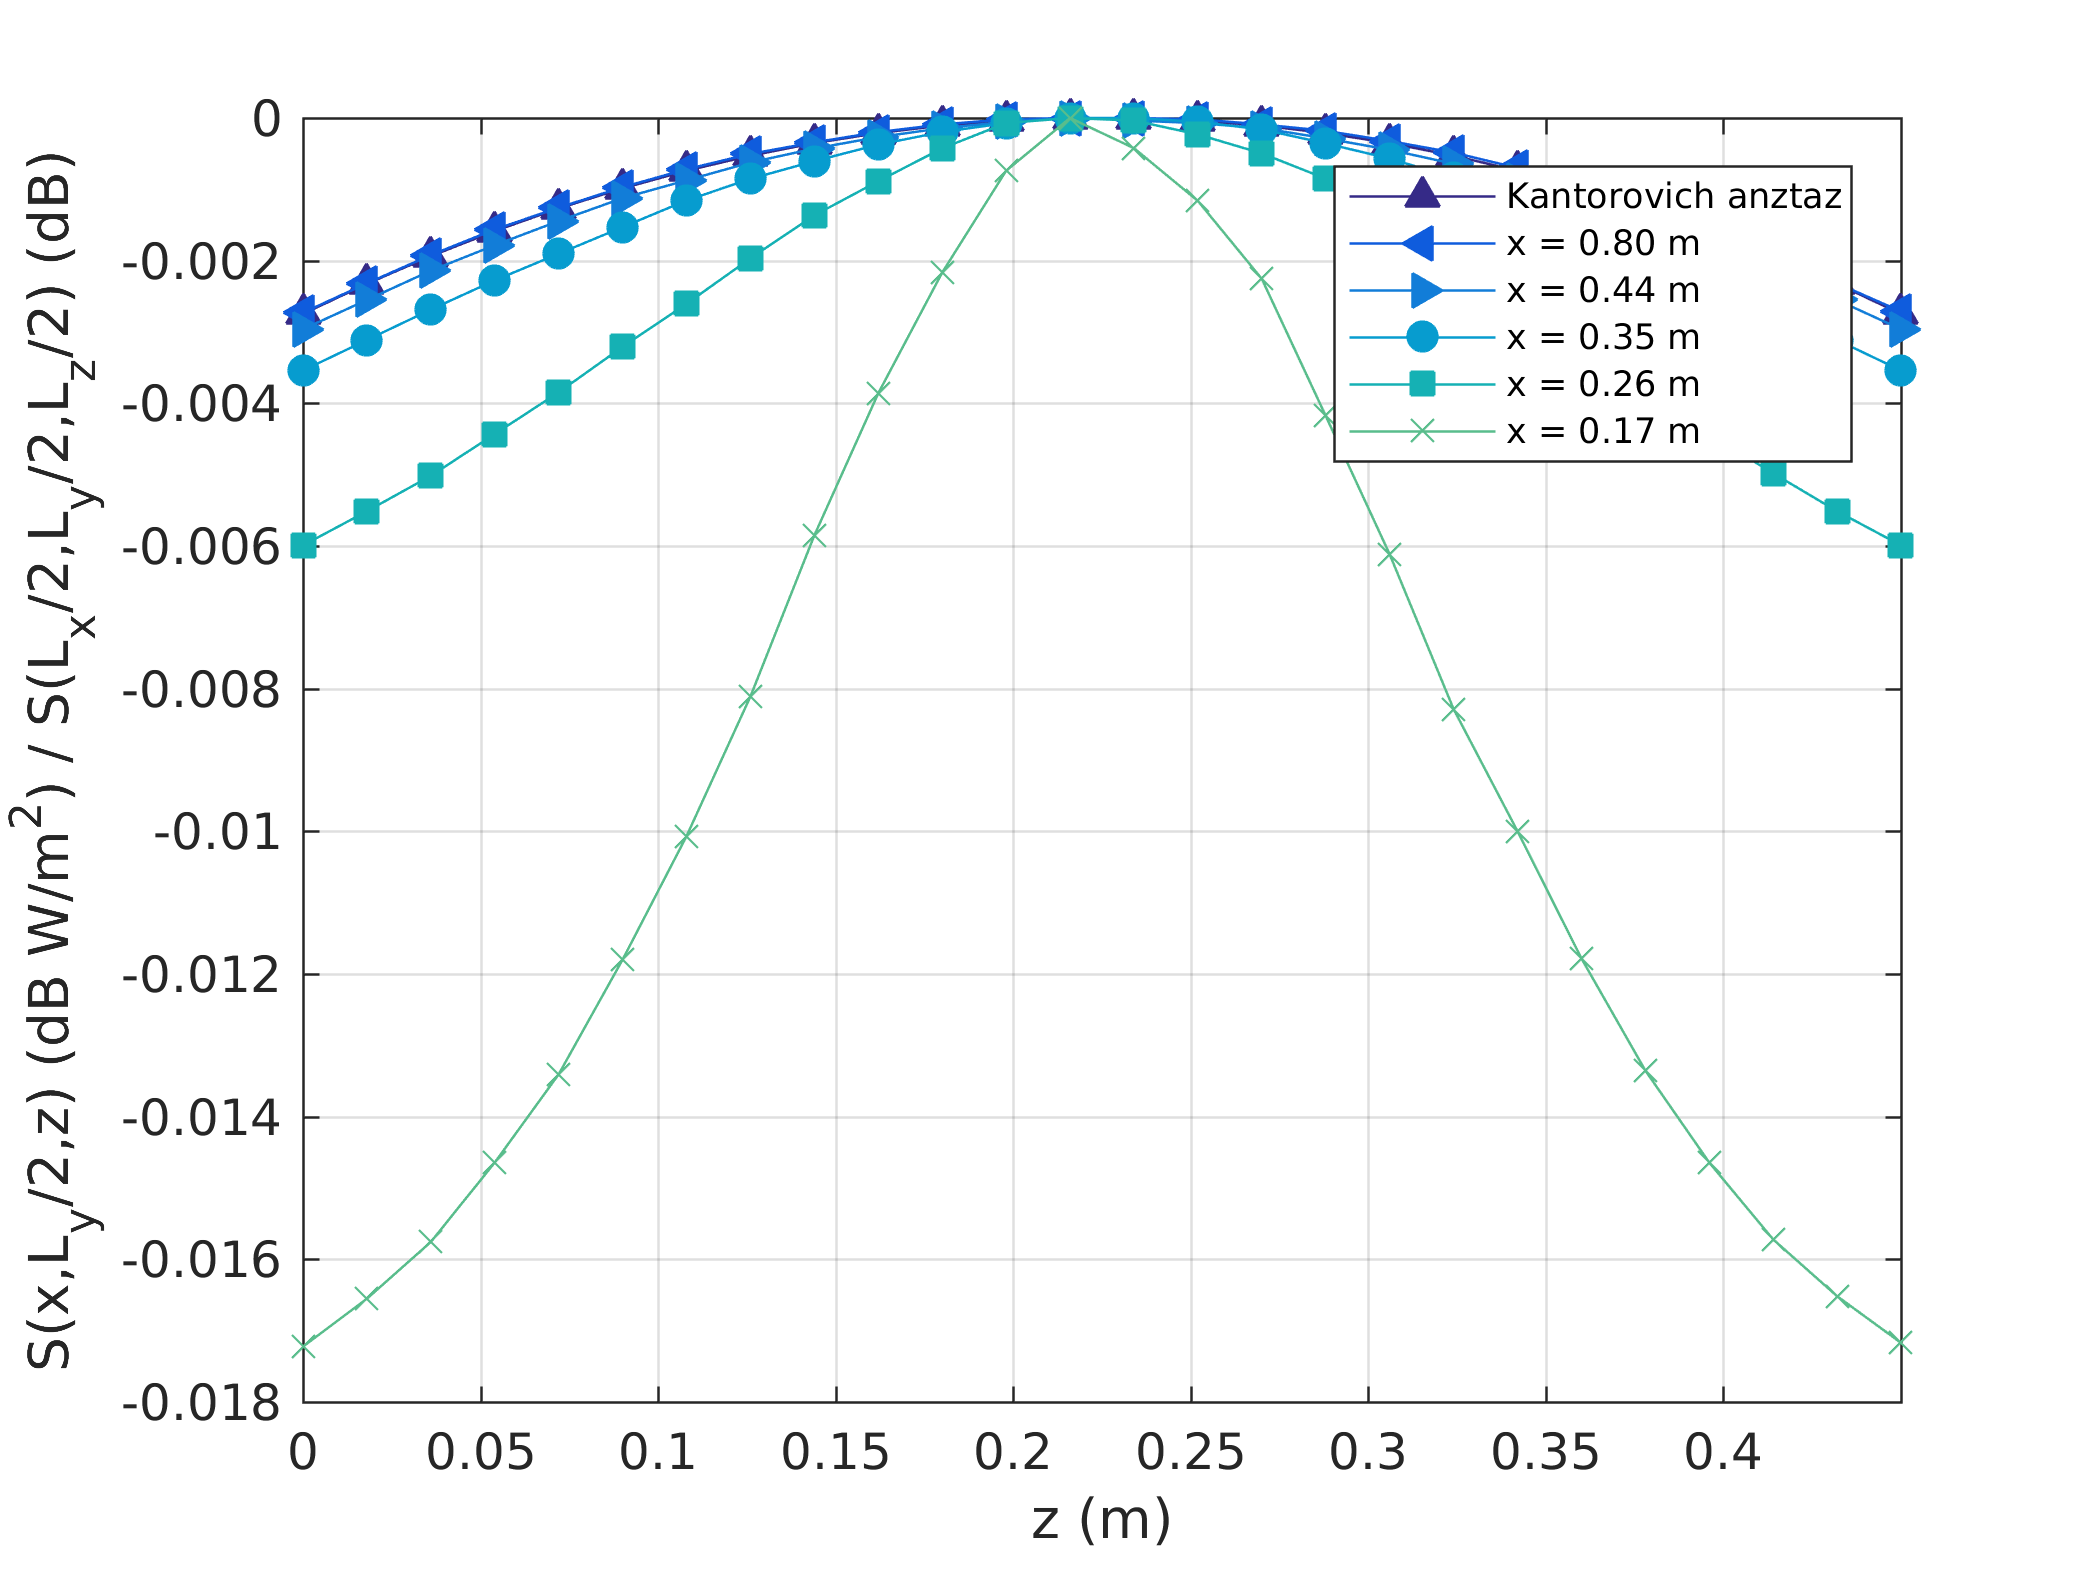 S(x,Ly/2,z) (dB W/m2) / S(Lx/2,Ly/2,Lz/2) (dB)
0
-0.002
-0.004
-0.006
-0.008
-0.01
-0.012
-0.014
-0.016
-0.018
Kantorovich anztaz
x = 0.80 m
x = 0.44 m
x = 0.35 m
x = 0.26 m
x = 0.17 m
0 0.05 0.1 0.15 0.2 0.25 0.3 0.35 0.4
z (m)